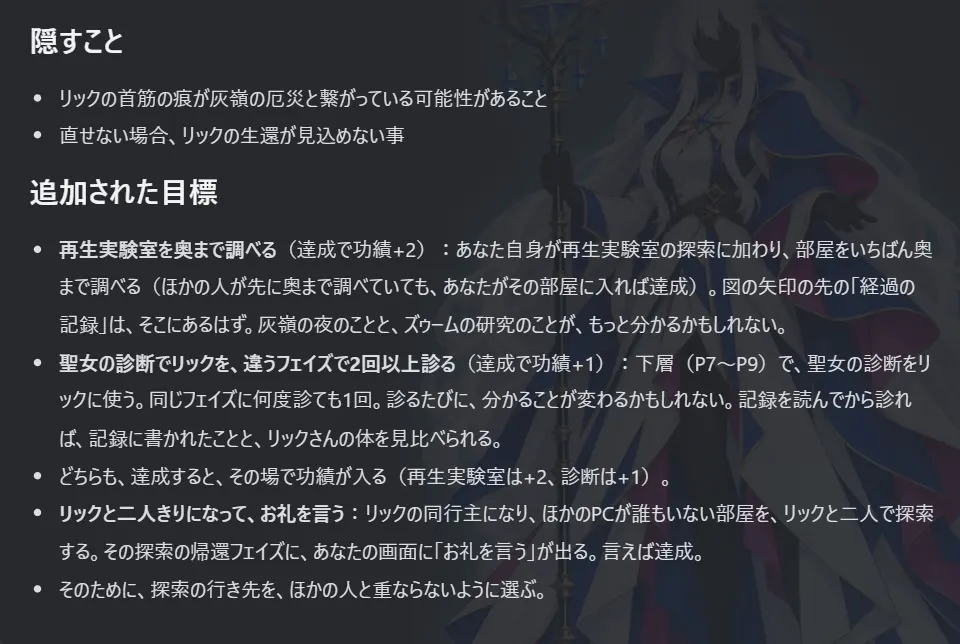 隠すこと
• リックの首筋の痕が灰嶺の厄災と繋がっている可能性があること
• 直せない場合、リックの生還が見込めない事
追加された目標
• 再生実験室を奥まで調べる（達成で功績+2）：あなた自身が再生実験室の探索に加わり、部屋をいちばん奥
まで調べる（ほかの人が先に奥まで調べていても、あなたがその部屋に入れば達成）。図の矢印の先の「経過の
記録」は、そこにあるはず。灰嶺の夜のことと、ズゥームの研究のことが、もっと分かるかもしれない。
• 聖女の診断でリックを、違うフェイズで2回以上診る（達成で功績+1）：下層（P7〜P9）で、聖女の診断をリ
ックに使う。同じフェイズに何度診ても1回。診るたびに、分かることが変わるかもしれない。記録を読んでから診れ
ば、記録に書かれたことと、リックさんの体を見比べられる。
• どちらも、達成すると、その場で功績が入る（再生実験室は+2、診断は+1）。
• リックと二人きりになって、お礼を言う：リックの同行主になり、ほかのPCが誰もいない部屋を、リックと二人で探索
する。その探索の帰還フェイズに、あなたの画面に「お礼を言う」が出る。言えば達成。
• そのために、探索の行き先を、ほかの人と重ならないように選ぶ。